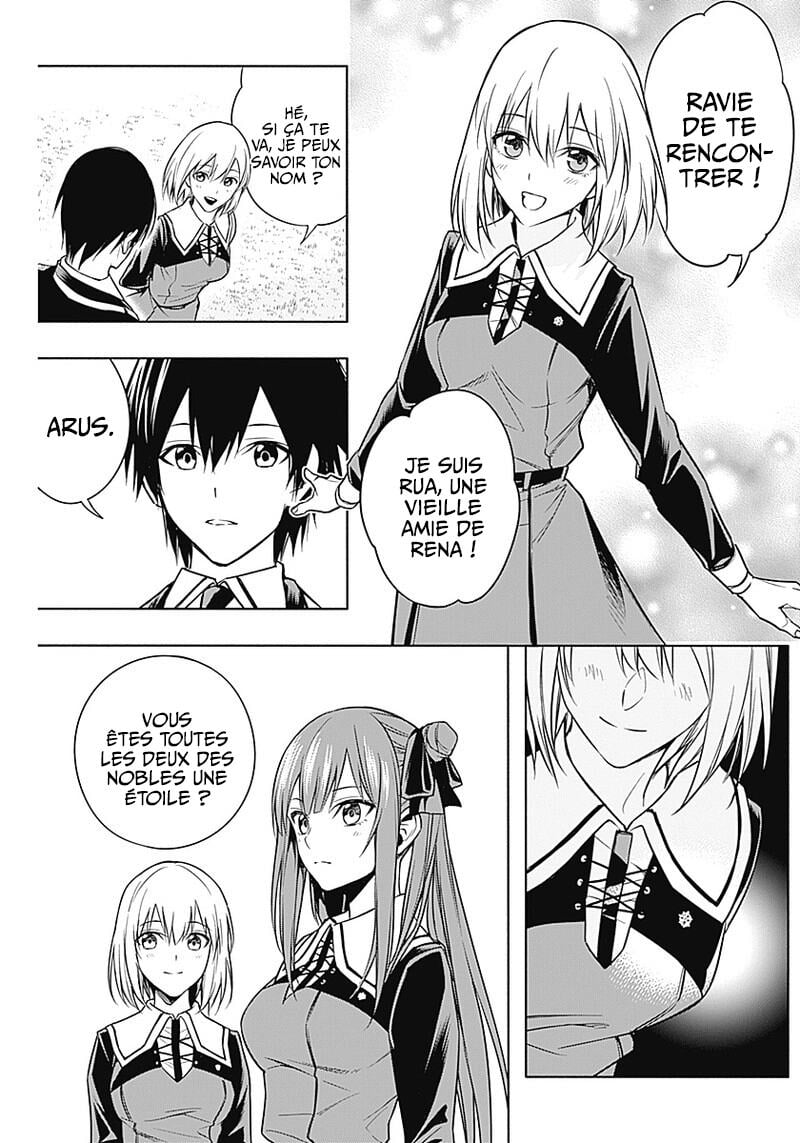 RAVIE
DE TE
RENCON-
TRER !
JE SUIS
RUA, UNE
VIEILLE
AMIE DE
RENA !
HÉ,
SI ÇA TE
VA, JE PEUX
SAVOIR TON
NOM ?
ARUS.
VOUS
ÊTES TOUTES
LES DEUX DES
NOBLES UNE
ÉTOILE ?